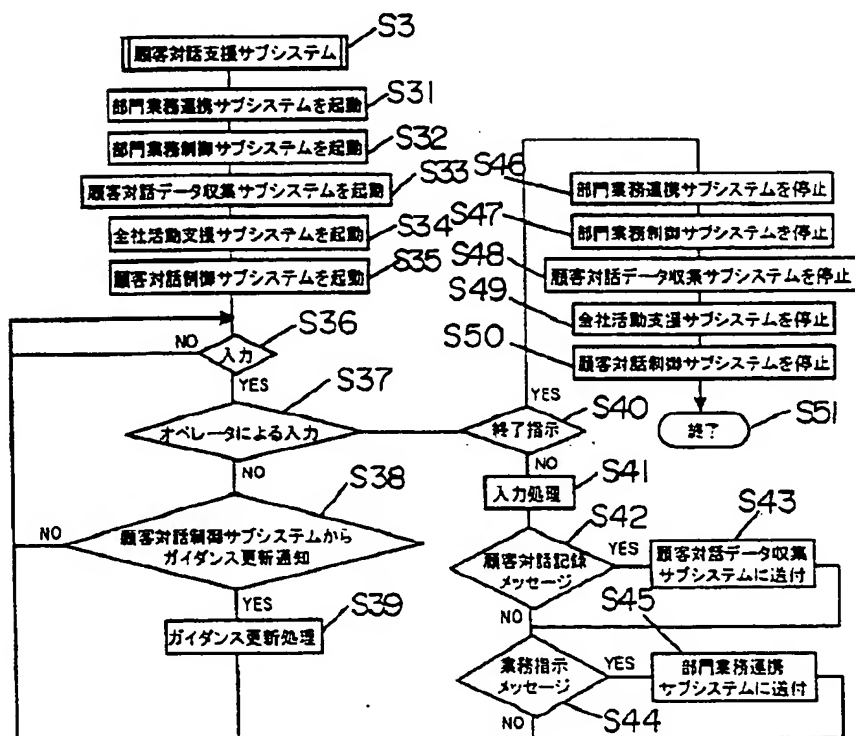 S3
顧客対話支援サブシステム
S31
部門業務連携サブシステムを起動
S32
部門業務制御サブシステムを起動
S33
顧客対話データ収集サブシステムを起動
S34
全社活動支援サブシステムを起動
S35
顧客対話制御サブシステムを起動
S36
NO
入力
YES
S37
オペレータによる入力
NO
S38
NO
顧客対話制御サブシステムから
ガイダンス更新通知
YES
S39
ガイダンス更新処理
S40
終了指示
YES
NO
S46
部門業務連携サブシステムを停止
S47
部門業務制御サブシステムを停止
S48
顧客対話データ収集サブシステムを停止
S49
全社活動支援サブシステムを停止
S50
顧客対話制御サブシステムを停止
S51
終了
S41
入力処理
S42
顧客対話記録
メッセージ
YES
NO
S43
顧客対話データ収集
サブシステムに送付
S44
業務指示
メッセージ
YES
NO
S45
部門業務連携
サブシステムに送付